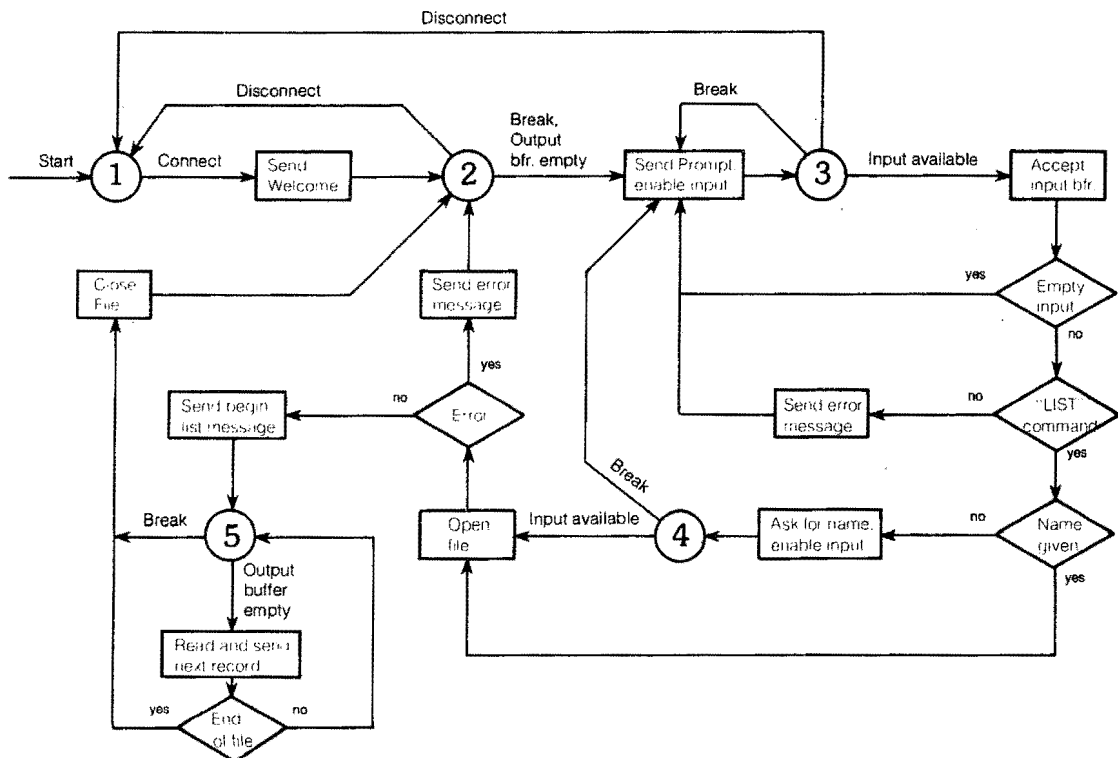 Disconnect
Disconnect
Break
Break,
Output
bfr. empty
Start
1
Connect
Send
Welcome
2
Send Prompt,
enable input
3
Input available
Accept
input bfr.
Close
File
Send error
message
yes
Empty
input
no
yes
Send begin
list message
no
Error
no
Send error
message
"LIST"
command
yes
Break
Break
5
Open
file
Input available
4
Ask for name,
enable input
no
Name
given
yes
Output
buffer
empty
Read and send
next record
yes
End
of file
no